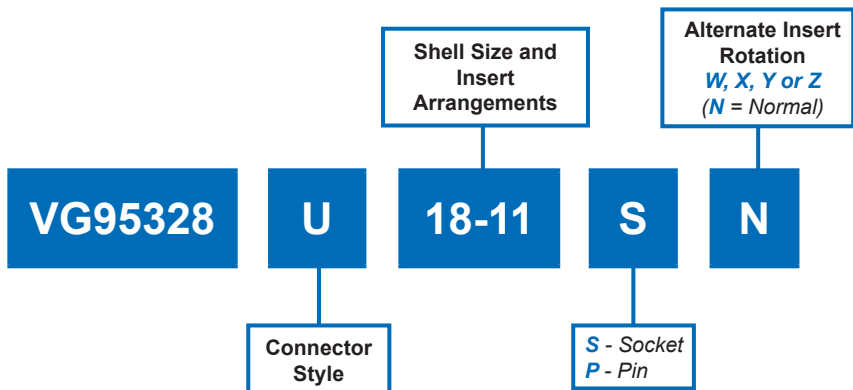 Shell Size and
Insert
Arrangements
Alternate Insert
Rotation
W, X, Y or Z
(N = Normal)
VG95328
U
18-11
S
N
Connector
Style
S - Socket
P - Pin